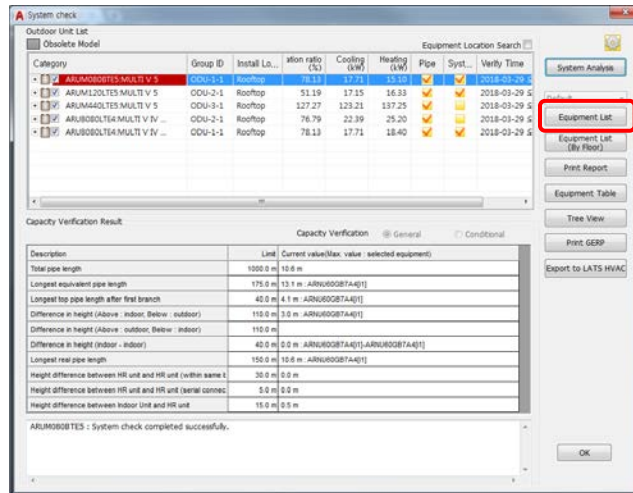 System check
Outdoor Unit List
Obsolete Model
Equipment Location Search
Category Group ID Install Lo... ation ratio (%) Cooling (kW) Heating (kW) Pipe Syst... Verify Time
ARUM080BTE5:MULTI V 5 ODU-1-1 Rooftop 78.13 17.71 15.10 2018-03-29
ARUM120LTE5:MULTI V 5 ODU-2-1 Rooftop 51.19 17.15 16.33 2018-03-29
ARUM440LTE5:MULTI V 5 ODU-3-1 Rooftop 127.27 123.21 137.25 2018-03-29
ARUB080LTE4:MULTI V IV ... ODU-2-1 Rooftop 76.79 22.39 25.20 2018-03-29
ARUB080LTE4:MULTI V IV ... ODU-1-1 Rooftop 78.13 17.71 18.40 2018-03-29
System Analysis
Default
Equipment List
Equipment List
(By Floor)
Print Report
Equipment Table
Tree View
Print GERP
Export to LATS HVAC
Capacity Verification Result
Capacity Verification General Conditional
Description Limit Current value(Max. value : selected equipment)
Total pipe length 1000.0 m 10.6 m
Longest equivalent pipe length 175.0 m 13.1 m : ARNU60GB7A4[01]
Longest top pipe length after first branch 40.0 m 4.1 m : ARNU60GB7A4[01]
Difference in height (Above : indoor, Below : outdoor) 110.0 m 3.0 m : ARNU60GB7A4[01]
Difference in height (Above : outdoor, Below : indoor) 110.0 m
Difference in height (indoor - indoor) 40.0 m 0.0 m : ARNU60GB7A4[01]-ARNU60GB7A4[01]
Longest real pipe length 150.0 m 10.6 m : ARNU60GB7A4[01]
Height difference between HR unit and HR unit (within same b 30.0 m 0.0 m
Height difference between HR unit and HR unit (serial connec 5.0 m 0.0 m
Height difference between Indoor Unit and HR unit 15.0 m 0.5 m
ARUM080BTE5 : System check completed successfully.
OK